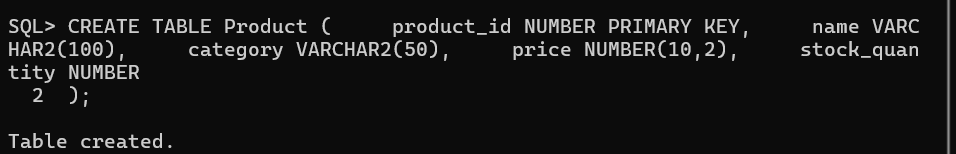 SQL> CREATE TABLE Product (     product_id NUMBER PRIMARY KEY,     name VARC
HAR2(100),     category VARCHAR2(50),     price NUMBER(10,2),     stock_quan
tity NUMBER
  2  );
Table created.